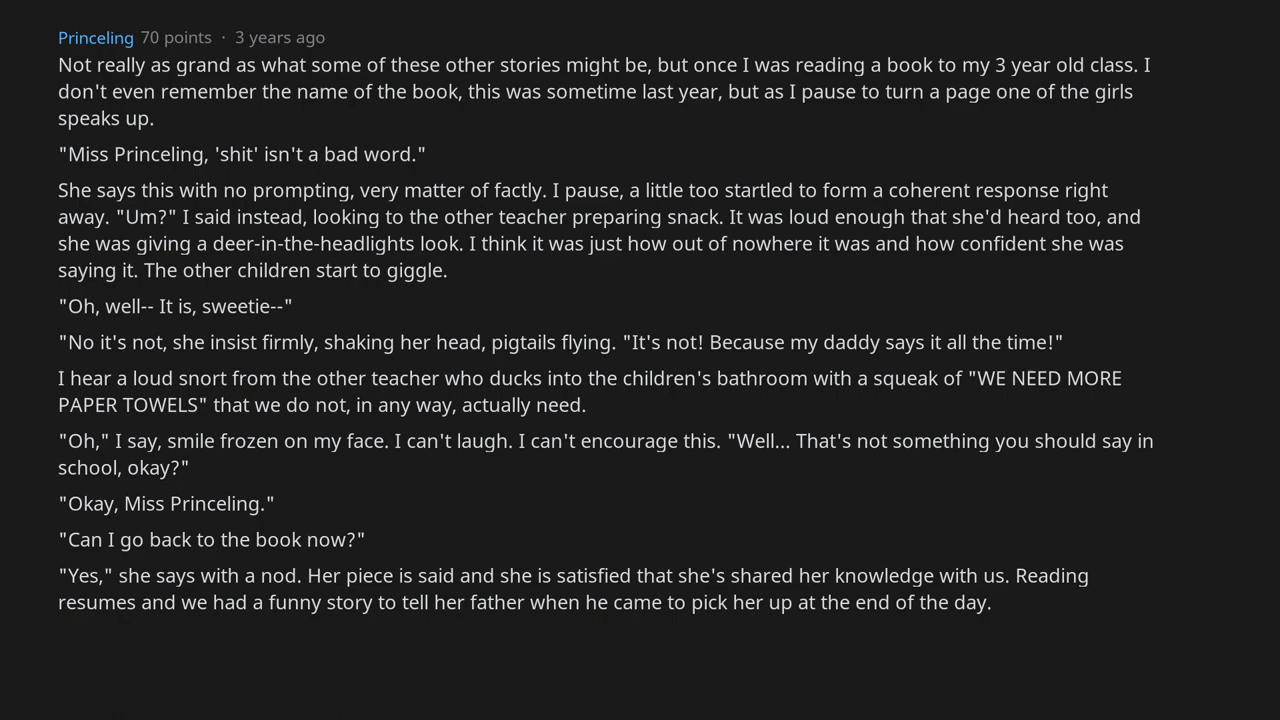 Princeling 70 points · 3 years ago
Not really as grand as what some of these other stories might be, but once I was reading a book to my 3 year old class. I
don't even remember the name of the book, this was sometime last year, but as I pause to turn a page one of the girls
speaks up.
"Miss Princeling, 'shit' isn't a bad word."
She says this with no prompting, very matter of factly. I pause, a little too startled to form a coherent response right
away. "Um?" I said instead, looking to the other teacher preparing snack. It was loud enough that she'd heard too, and
she was giving a deer-in-the-headlights look. I think it was just how out of nowhere it was and how confident she was
saying it. The other children start to giggle.
"Oh, well-- It is, sweetie--"
"No it's not, she insist firmly, shaking her head, pigtails flying. "It's not! Because my daddy says it all the time!"
I hear a loud snort from the other teacher who ducks into the children's bathroom with a squeak of "WE NEED MORE
PAPER TOWELS" that we do not, in any way, actually need.
"Oh," I say, smile frozen on my face. I can't laugh. I can't encourage this. "Well... That's not something you should say in
school, okay?"
"Okay, Miss Princeling."
"Can I go back to the book now?"
"Yes," she says with a nod. Her piece is said and she is satisfied that she's shared her knowledge with us. Reading
resumes and we had a funny story to tell her father when he came to pick her up at the end of the day.